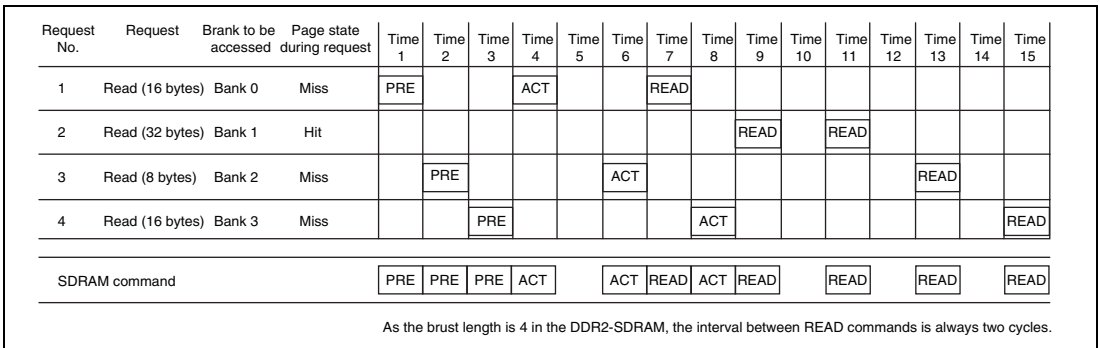 Request No. Request Brank to be accessed Page state during request Time 1 Time 2 Time 3 Time 4 Time 5 Time 6 Time 7 Time 8 Time 9 Time 10 Time 11 Time 12 Time 13 Time 14 Time 15
1 Read (16 bytes) Bank 0 Miss PRE ACT READ
2 Read (32 bytes) Bank 1 Hit READ READ
3 Read (8 bytes) Bank 2 Miss PRE ACT READ
4 Read (16 bytes) Bank 3 Miss PRE ACT READ
SDRAM command PRE PRE PRE ACT ACT READ ACT READ READ READ READ
As the brust length is 4 in the DDR2-SDRAM, the interval between READ commands is always two cycles.